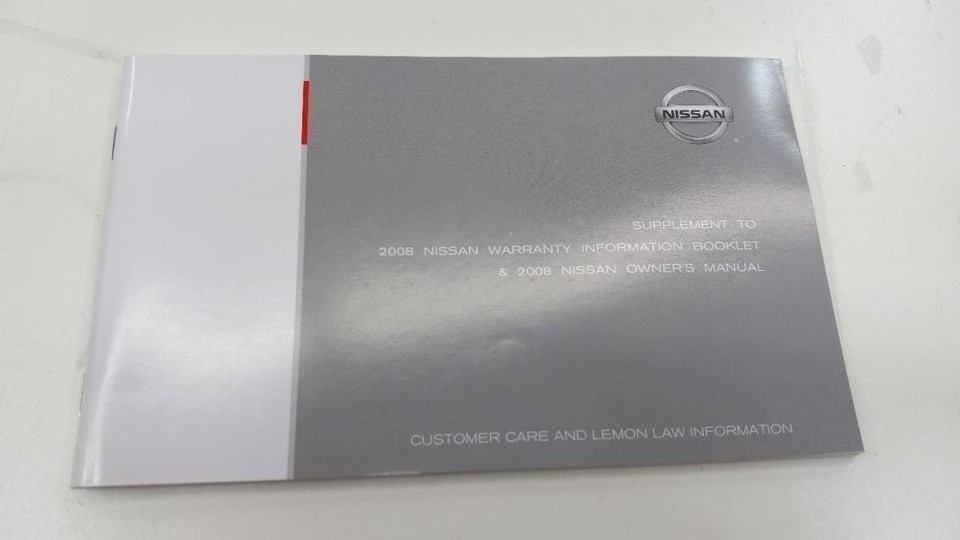 NISSAN
SUPPLEMENT TO
2008 NISSAN WARRANTY INFORMATION BOOKLET
& 2008 NISSAN OWNER'S MANUAL
CUSTOMER CARE AND LEMON LAW INFORMATION